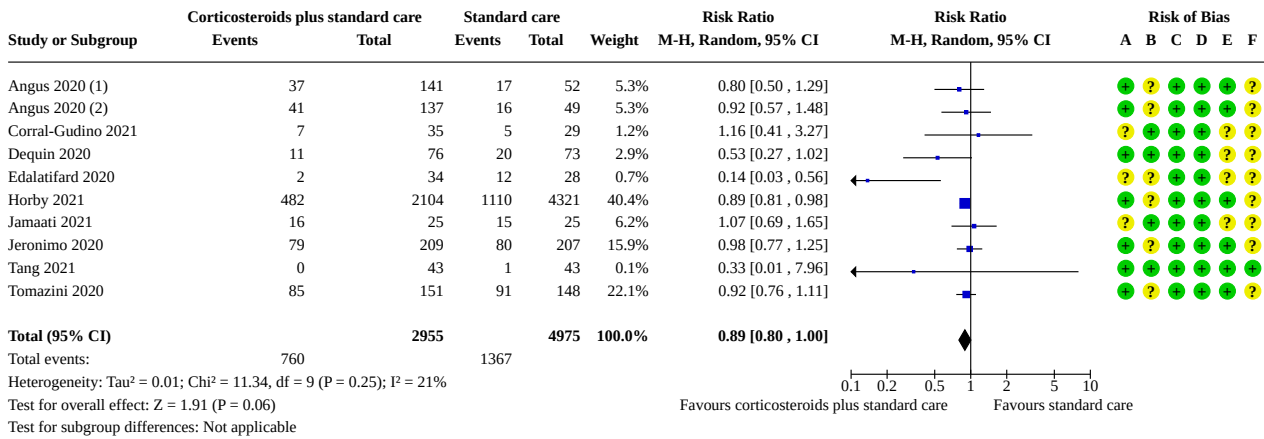 Corticosteroids plus standard care Standard care Risk Ratio Risk Ratio Risk of Bias
Study or Subgroup Events Total Events Total Weight M-H, Random, 95% CI M-H, Random, 95% CI A B C D E F
Angus 2020 (1) 37 141 17 52 5.3% 0.80 [0.50 , 1.29] + ? + + + ?
Angus 2020 (2) 41 137 16 49 5.3% 0.92 [0.57 , 1.48] + ? + + + ?
Corral-Gudino 2021 7 35 5 29 1.2% 1.16 [0.41 , 3.27] ? + + + ? ?
Dequin 2020 11 76 20 73 2.9% 0.53 [0.27 , 1.02] + + + + ? ?
Edalatifard 2020 2 34 12 28 0.7% 0.14 [0.03 , 0.56] ? ? + + ? ?
Horby 2021 482 2104 1110 4321 40.4% 0.89 [0.81 , 0.98] + ? + + + ?
Jamaati 2021 16 25 15 25 6.2% 1.07 [0.69 , 1.65] ? + + + ? ?
Jeronimo 2020 79 209 80 207 15.9% 0.98 [0.77 , 1.25] + ? + + + ?
Tang 2021 0 43 1 43 0.1% 0.33 [0.01 , 7.96] + + + + + +
Tomazini 2020 85 151 91 148 22.1% 0.92 [0.76 , 1.11] + ? + + + ?
Total (95% CI) 2955 4975 100.0% 0.89 [0.80 , 1.00]
Total events: 760 1367
Heterogeneity: Tau² = 0.01; Chi² = 11.34, df = 9 (P = 0.25); I² = 21%
0.1 0.2 0.5 1 2 5 10
Test for overall effect: Z = 1.91 (P = 0.06)
Favours corticosteroids plus standard care Favours standard care
Test for subgroup differences: Not applicable